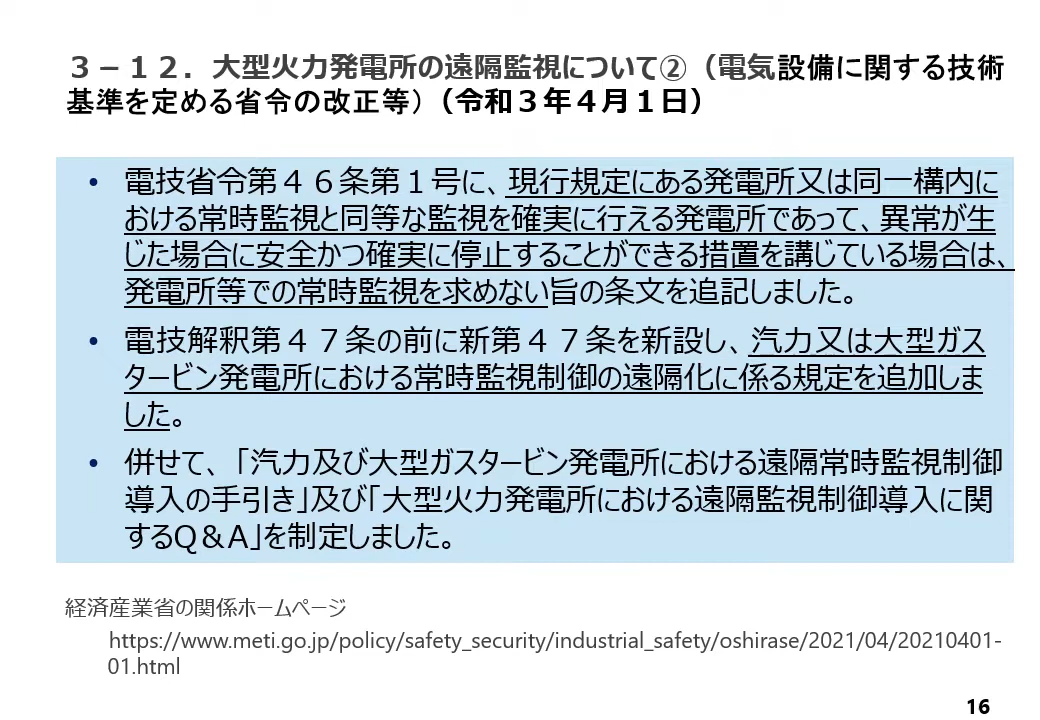 ３－１２．大型火力発電所の遠隔監視について②（電気設備に関する技術
基準を定める省令の改正等）（令和３年４月１日）
• 電技省令第４６条第１号に、現行規定にある発電所又は同一構内に
おける常時監視と同等な監視を確実に行える発電所であって、異常が生
じた場合に安全かつ確実に停止することができる措置を講じている場合は、
発電所等での常時監視を求めない旨の条文を追記しました。
• 電技解釈第４７条の前に新第４７条を新設し、汽力又は大型ガス
タービン発電所における常時監視制御の遠隔化に係る規定を追加しま
した。
• 併せて、「汽力及び大型ガスタービン発電所における遠隔常時監視制御
導入の手引き」及び「大型火力発電所における遠隔監視制御導入に関
するＱ＆Ａ」を制定しました。
経済産業省の関係ホームページ
https://www.meti.go.jp/policy/safety_security/industrial_safety/oshirase/2021/04/20210401-
01.html
16